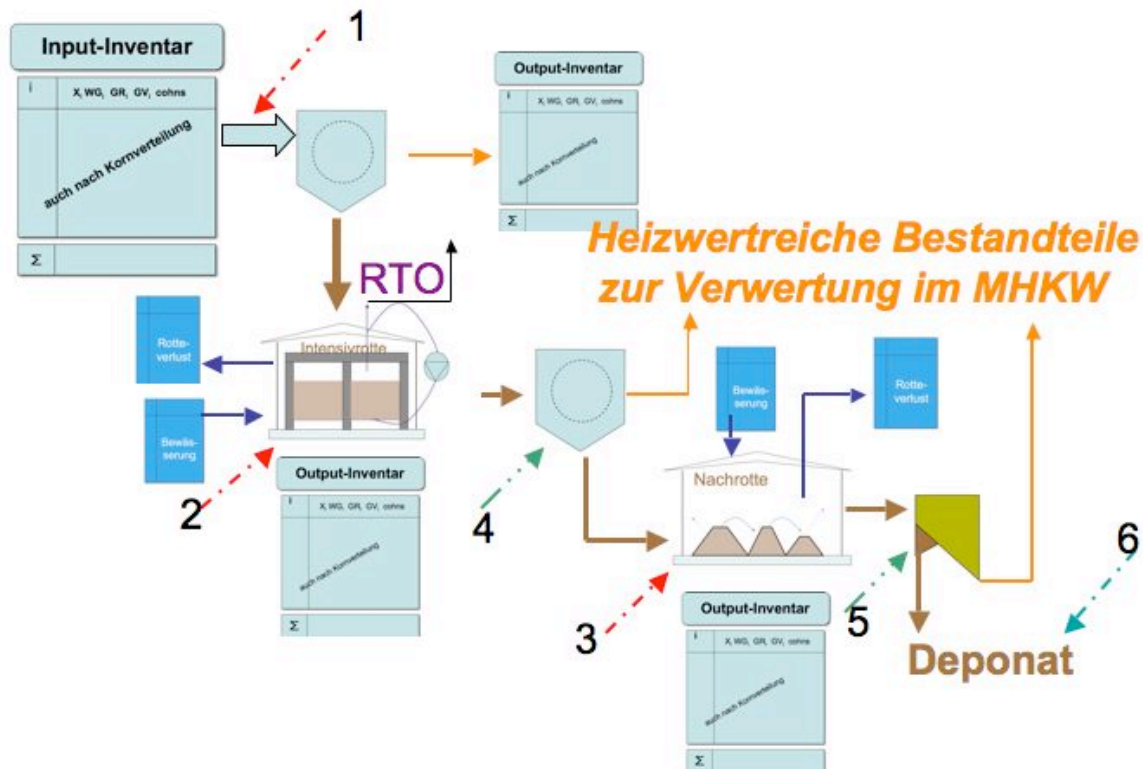 1
Input-Inventar
i
X, WG, GR, GV, cohns
auch nach Kornverteilung
Σ
Output-Inventar
i
X, WG, GR, GV, cohns
auch nach Kornverteilung
Σ
Heizwertreiche Bestandteile
zur Verwertung im MHKW
RTO
Rotte-
verlust
Intensivrotte
Bewäs-
serung
Bewäs-
serung
Rotte-
verlust
2
Output-Inventar
i
X, WG, GR, GV, cohns
auch nach Kornverteilung
Σ
4
Nachrotte
3
Output-Inventar
i
X, WG, GR, GV, cohns
auch nach Kornverteilung
Σ
5
6
Deponat